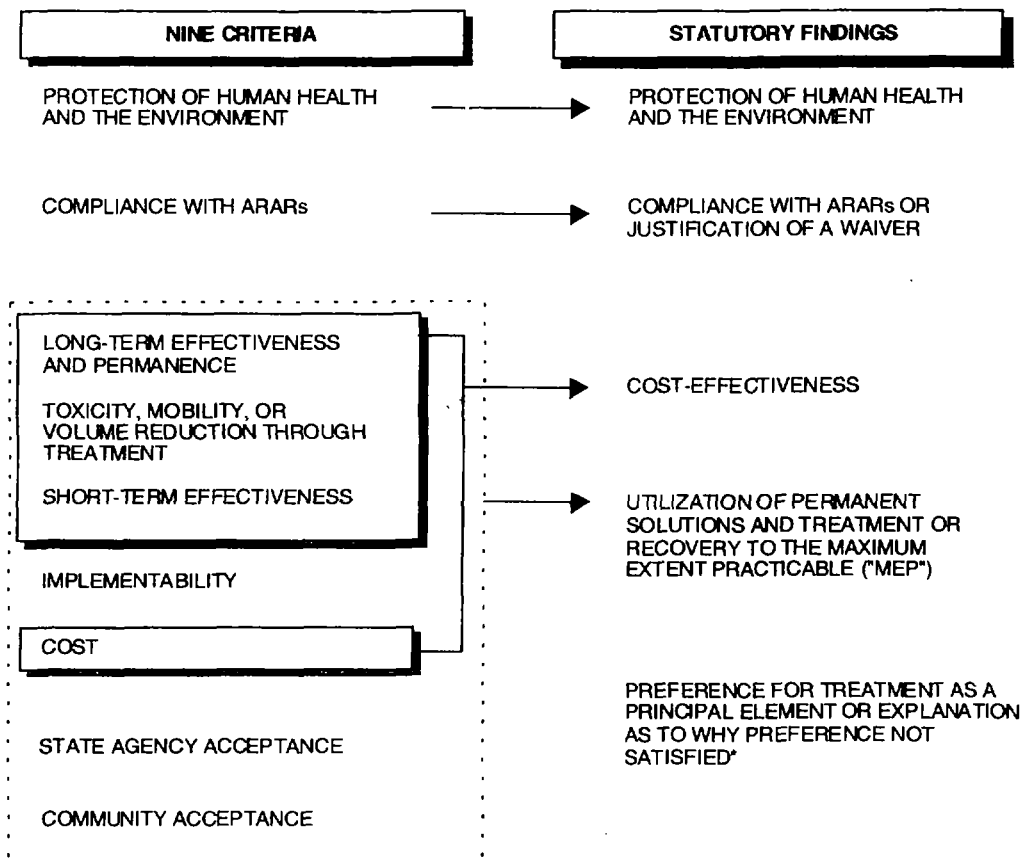 NINE CRITERIA
STATUTORY FINDINGS
PROTECTION OF HUMAN HEALTH
AND THE ENVIRONMENT
PROTECTION OF HUMAN HEALTH
AND THE ENVIRONMENT
COMPLIANCE WITH ARARs
COMPLIANCE WITH ARARs OR
JUSTIFICATION OF A WAIVER
LONG-TERM EFFECTIVENESS
AND PERMANENCE
TOXICITY, MOBILITY, OR
VOLUME REDUCTION THROUGH
TREATMENT
SHORT-TERM EFFECTIVENESS
IMPLEMENTABILITY
COST
STATE AGENCY ACCEPTANCE
COMMUNITY ACCEPTANCE
COST-EFFECTIVENESS
UTILIZATION OF PERMANENT
SOLUTIONS AND TREATMENT OR
RECOVERY TO THE MAXIMUM
EXTENT PRACTICABLE ("MEP")
PREFERENCE FOR TREATMENT AS A
PRINCIPAL ELEMENT OR EXPLANATION
AS TO WHY PREFERENCE NOT
SATISFIED*